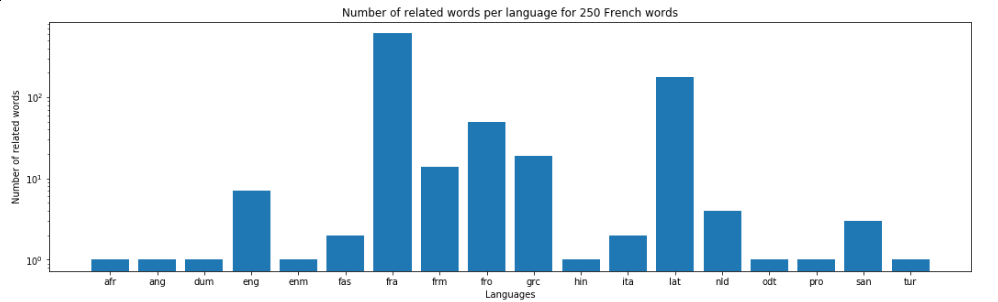 Number of related words per language for 250 French words
Number of related words
10²
10¹
10⁰
afr ang dum eng enm fas fra frm fro grc hin ita lat nld odt pro san tur
Languages